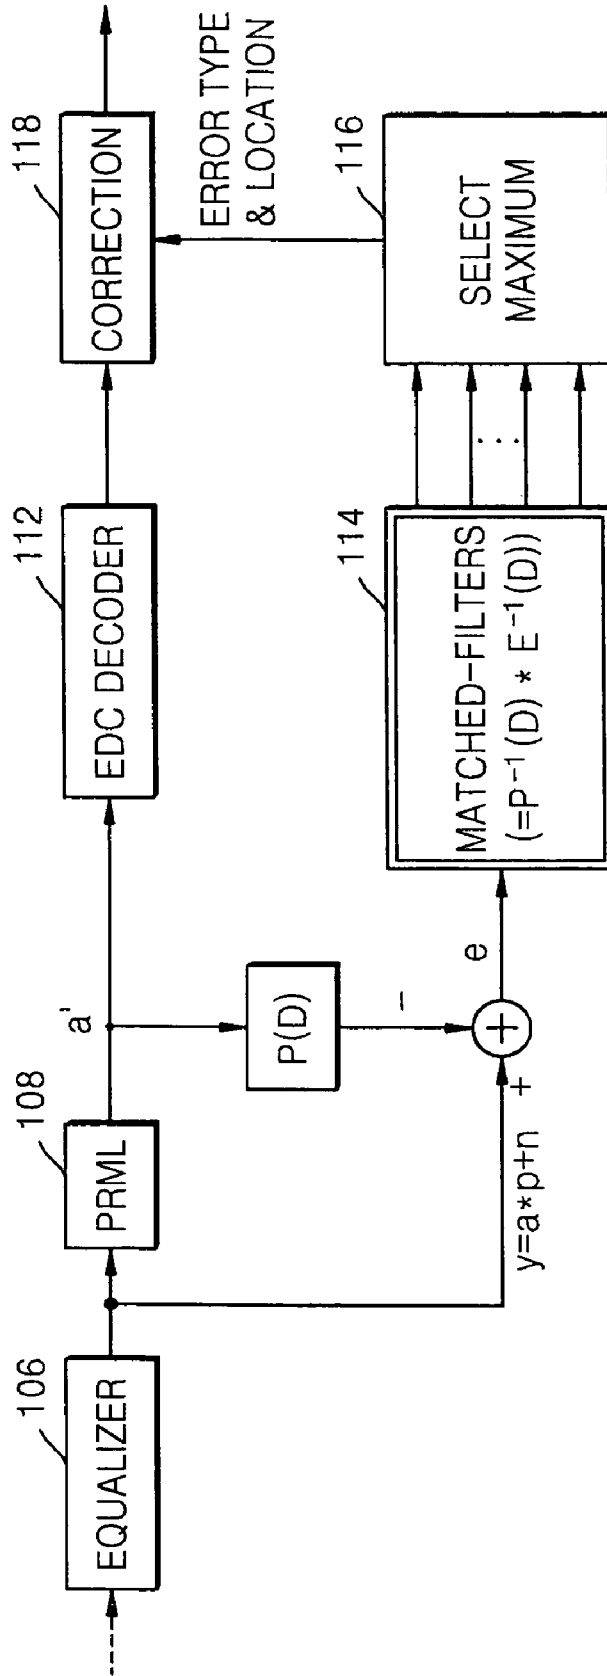 106
EQUALIZER
108
PRML
a'
112
EDC DECODER
118
CORRECTION
P(D)
ERROR TYPE
& LOCATION
−
y=a*p+n
+
+
e
114
MATCHED-FILTERS
(=P⁻¹(D) * E⁻¹(D))
...
116
SELECT
MAXIMUM